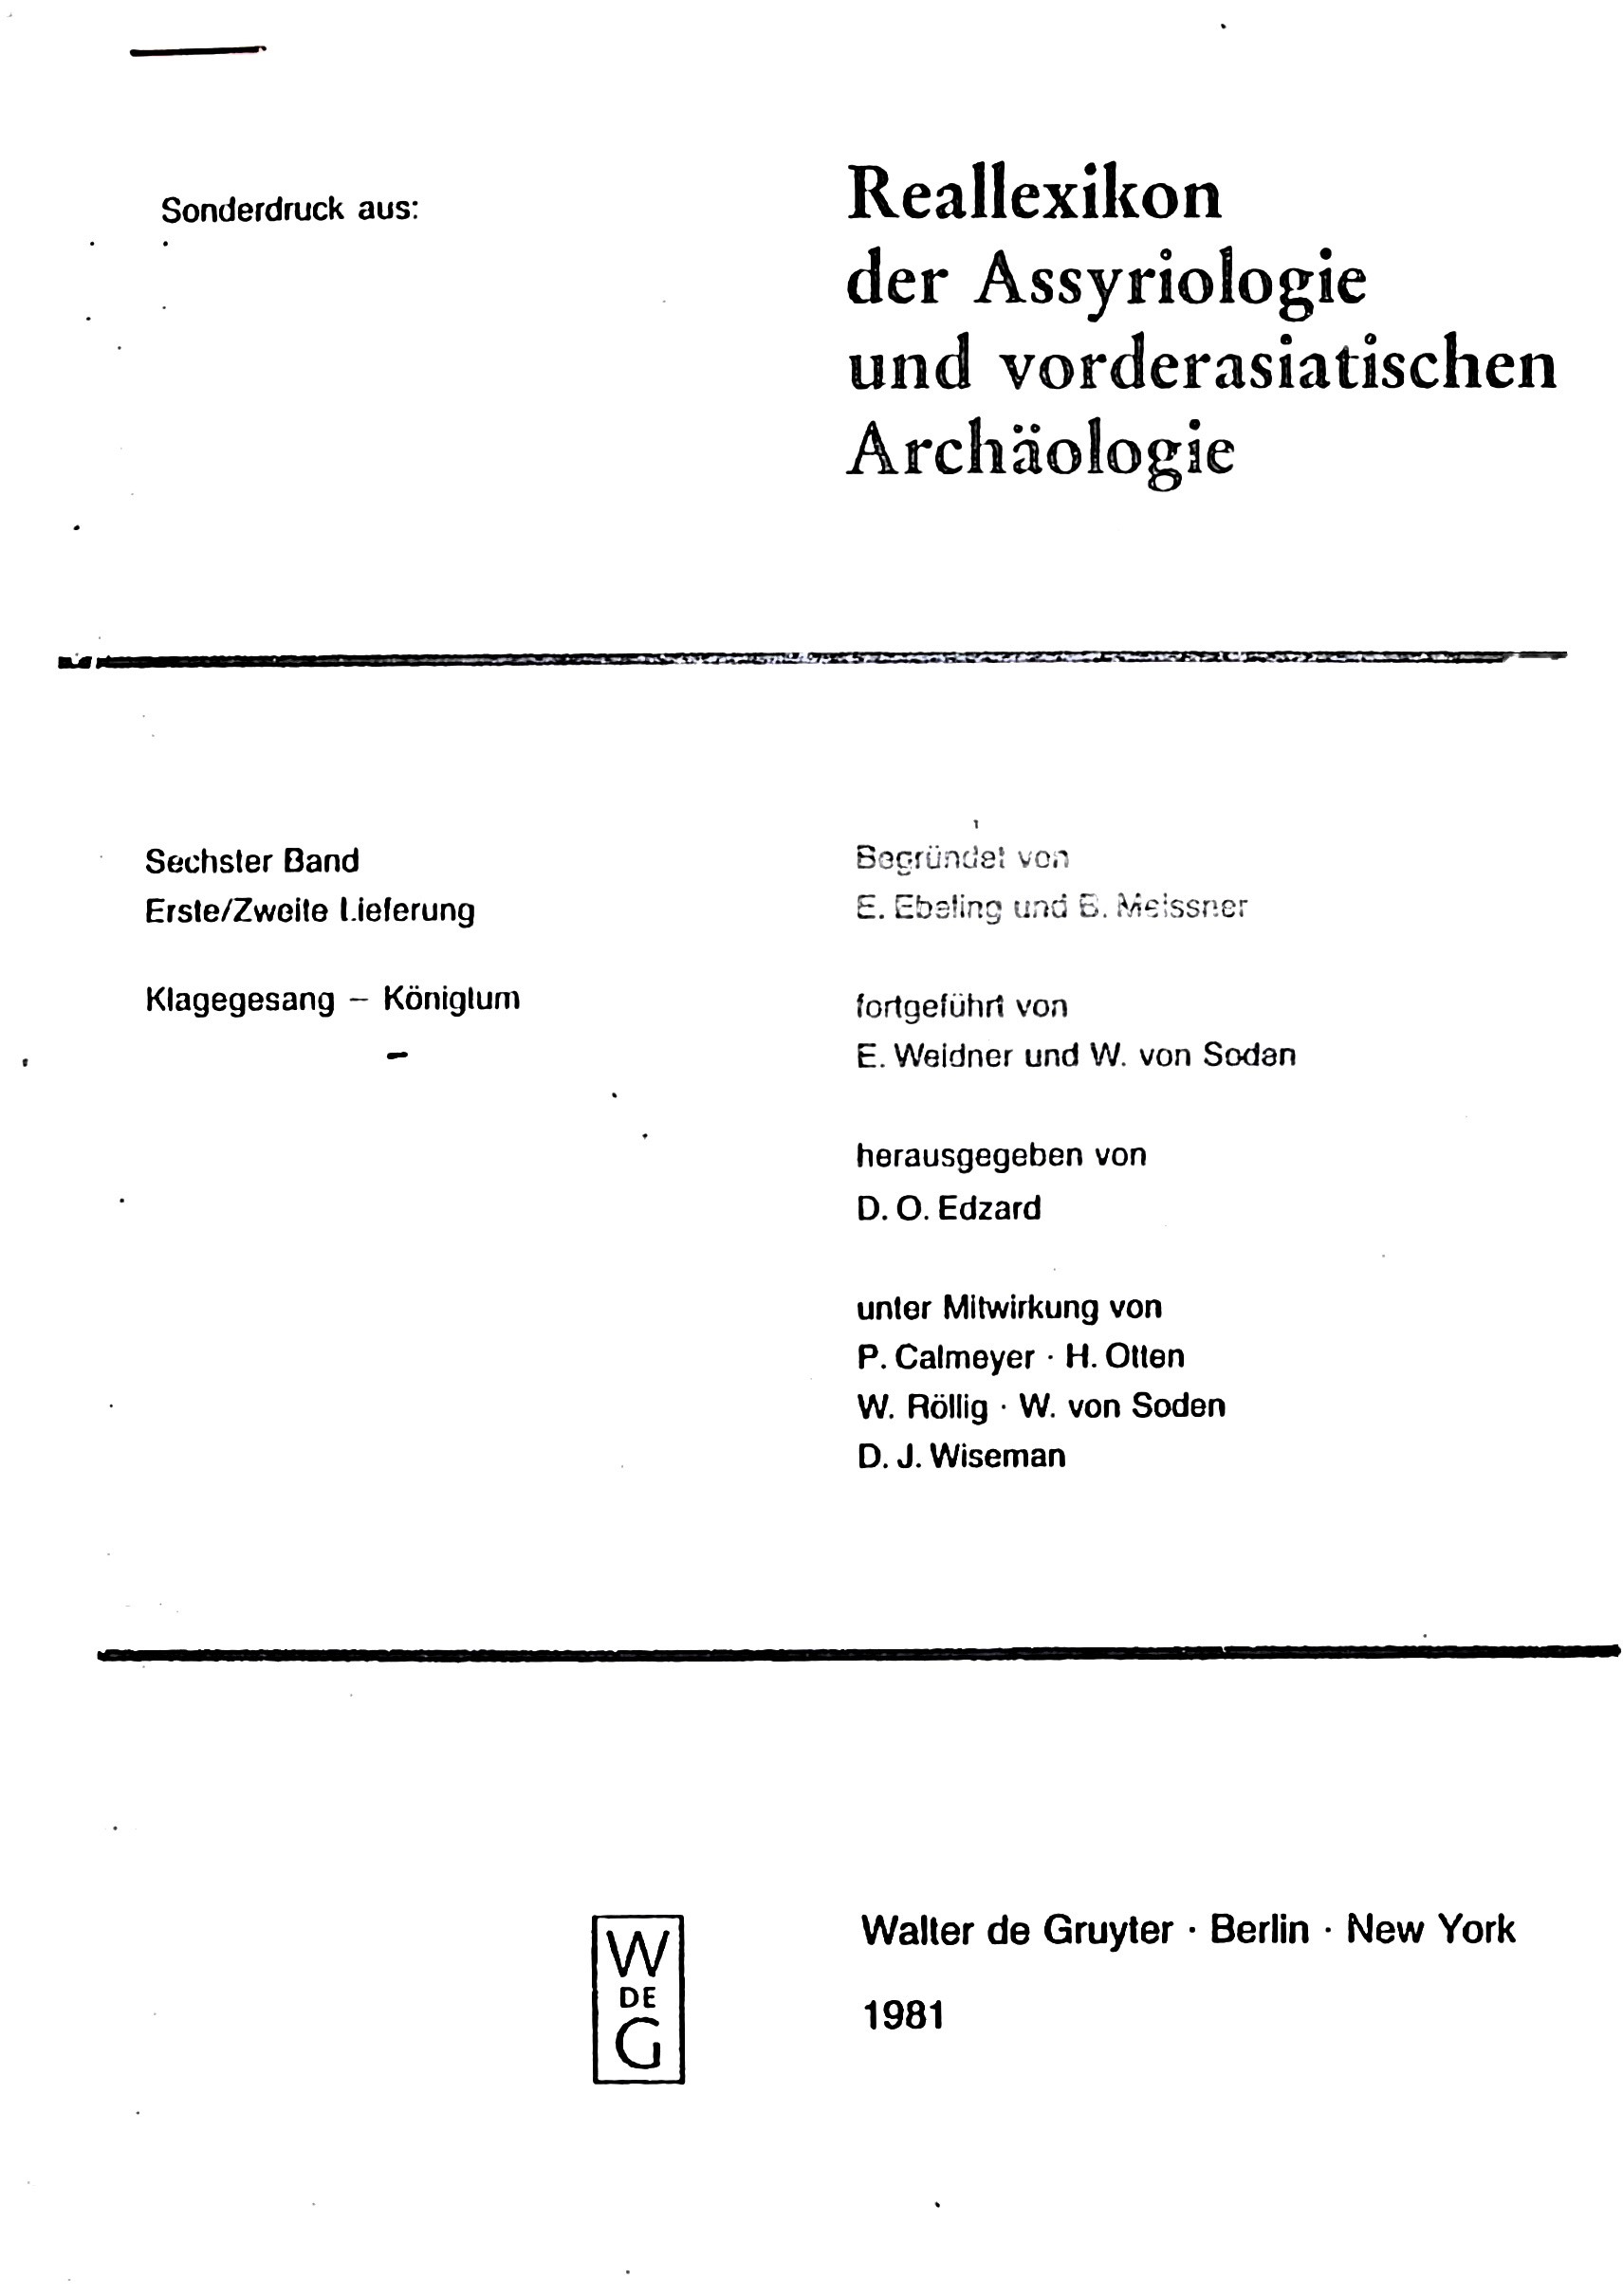 Sonderdruck aus:
Reallexikon
der Assyriologie
und vorderasiatischen
Archäologie
Sechster Band
Erste/Zweite Lieferung
Klagegesang – Königtum
Begründet von
E. Ebeling und B. Meissner
fortgeführt von
E. Weidner und W. von Soden
herausgegeben von
D. O. Edzard
unter Mitwirkung von
P. Calmeyer · H. Otten
W. Röllig · W. von Soden
D. J. Wiseman
W
DE
G
Walter de Gruyter · Berlin · New York
1981